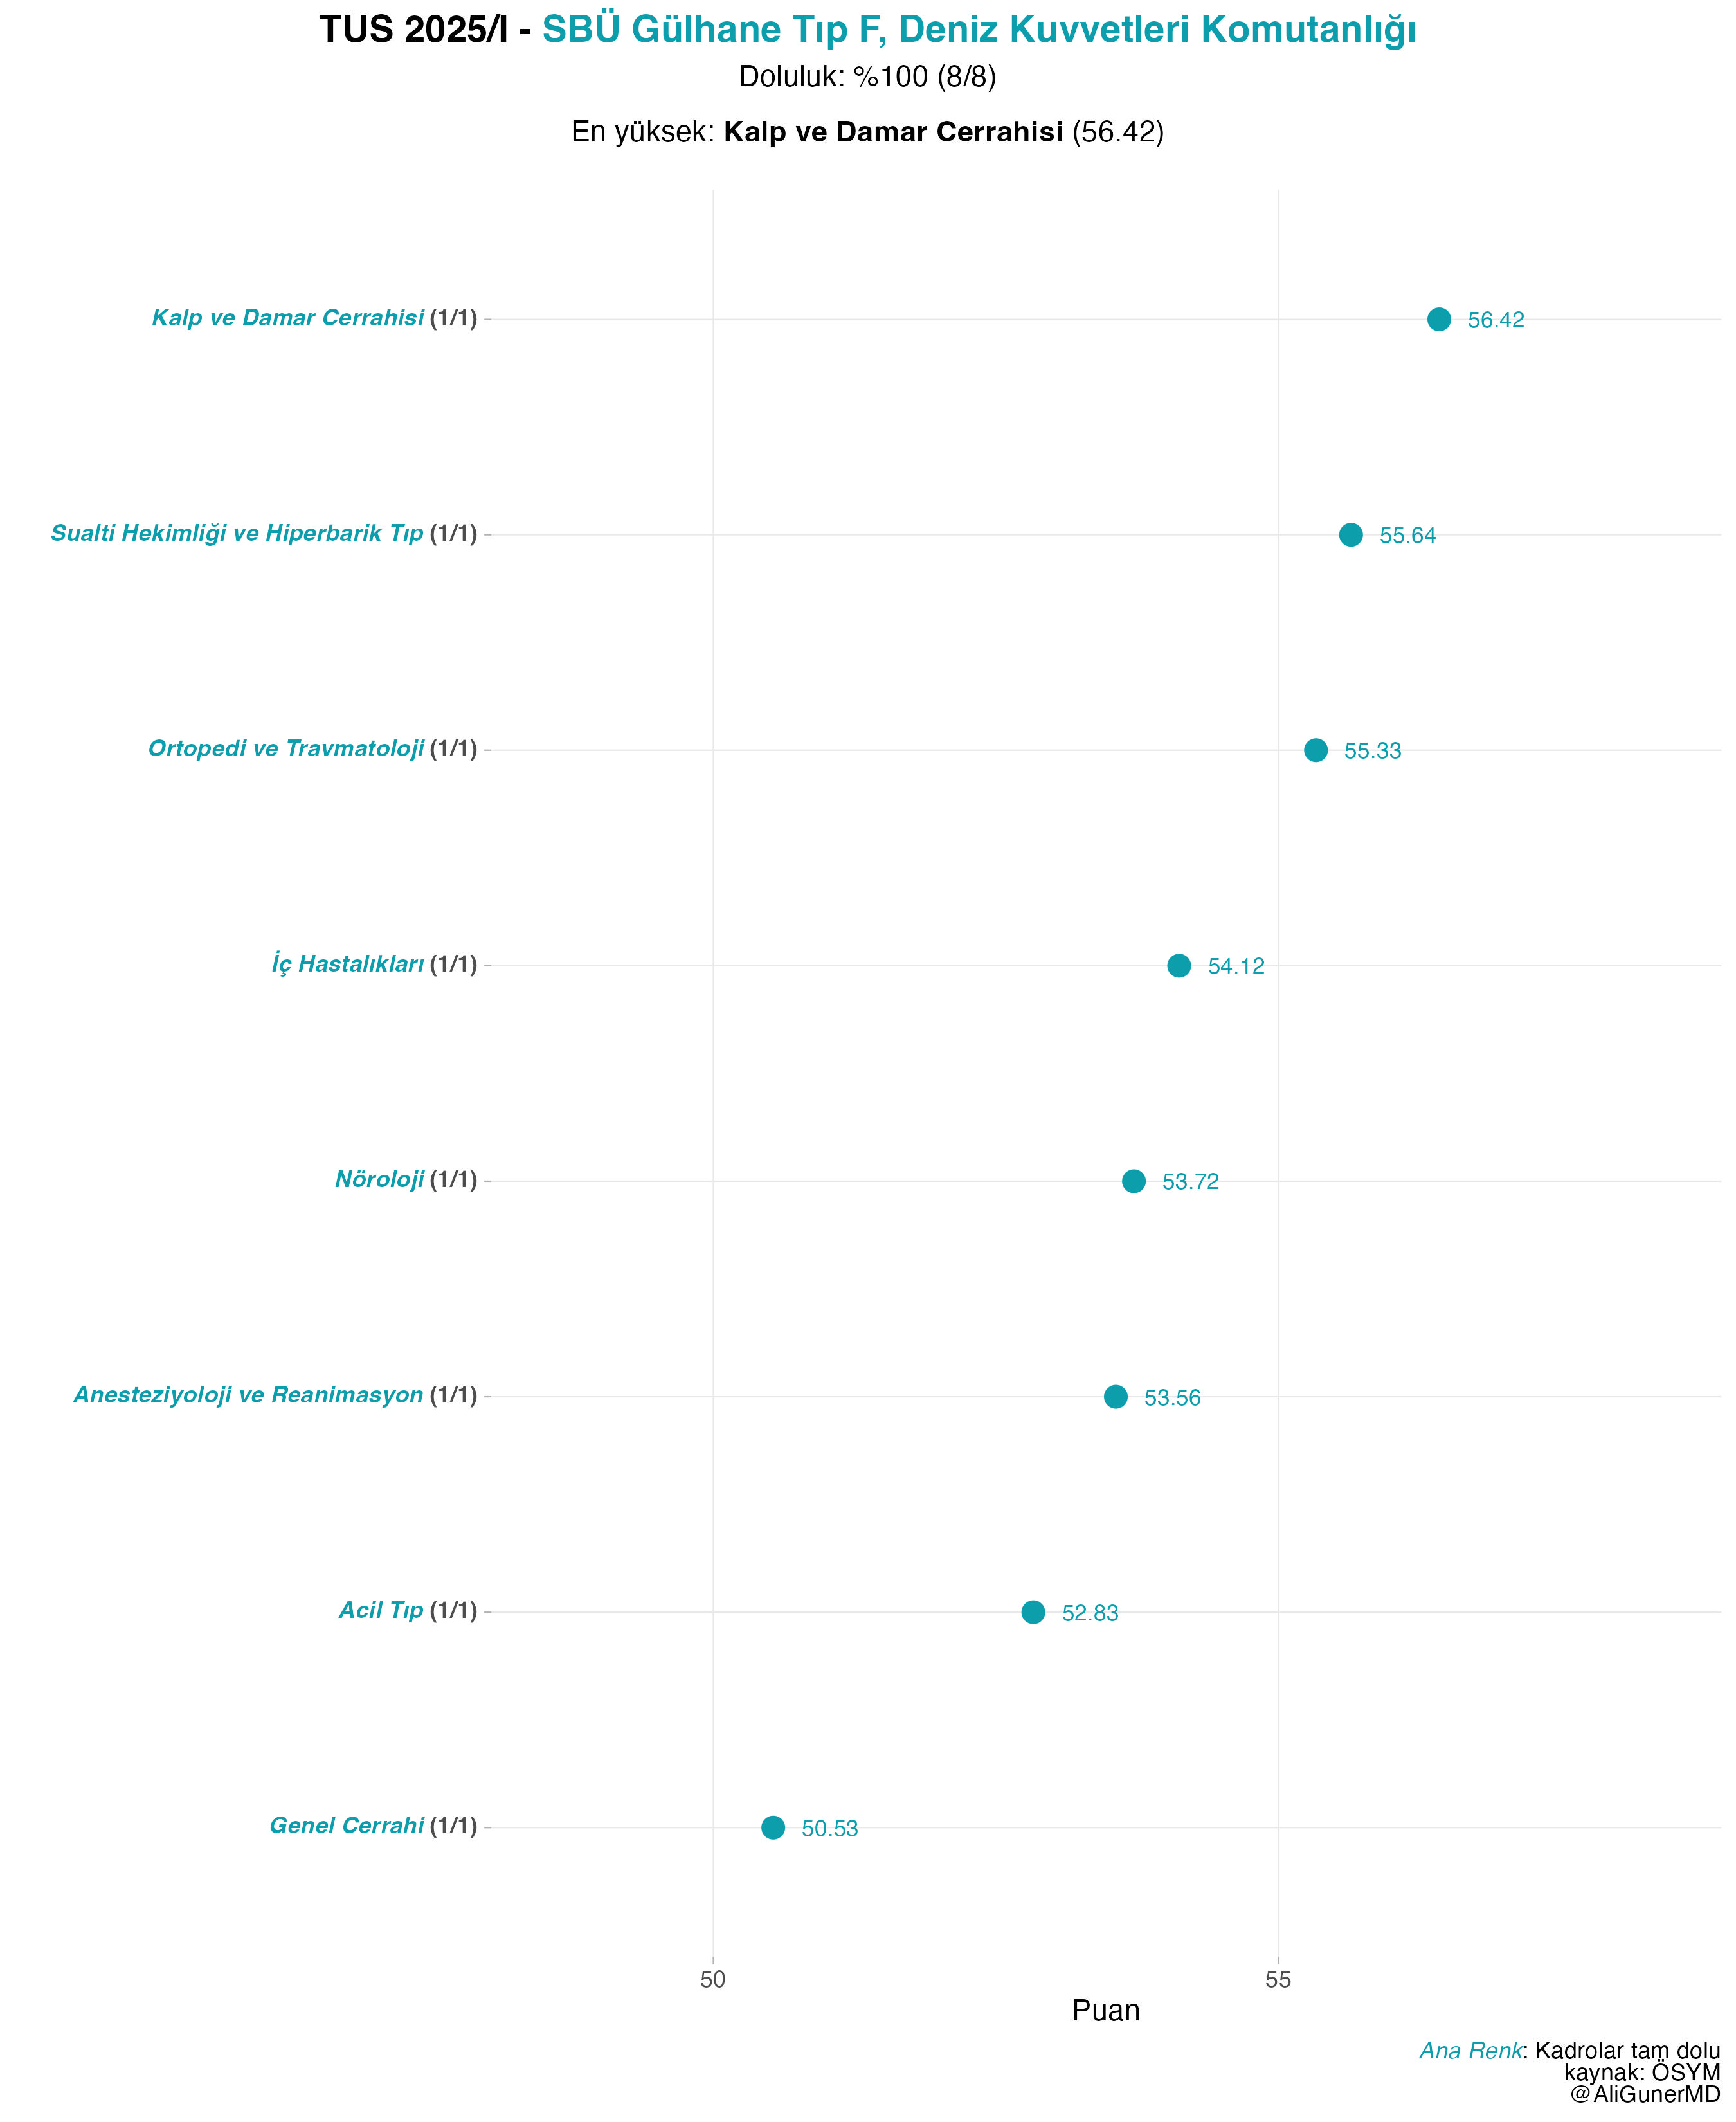 TUS 2025/I - SBÜ Gülhane Tıp F, Deniz Kuvvetleri Komutanlığı
Doluluk: %100 (8/8)
En yüksek: Kalp ve Damar Cerrahisi (56.42)
Kalp ve Damar Cerrahisi (1/1) 56.42
Sualti Hekimliği ve Hiperbarik Tıp (1/1) 55.64
Ortopedi ve Travmatoloji (1/1) 55.33
İç Hastalıkları (1/1) 54.12
Nöroloji (1/1) 53.72
Anesteziyoloji ve Reanimasyon (1/1) 53.56
Acil Tıp (1/1) 52.83
Genel Cerrahi (1/1) 50.53
50 55
Puan
Ana Renk: Kadrolar tam dolu
kaynak: ÖSYM
@AliGunerMD